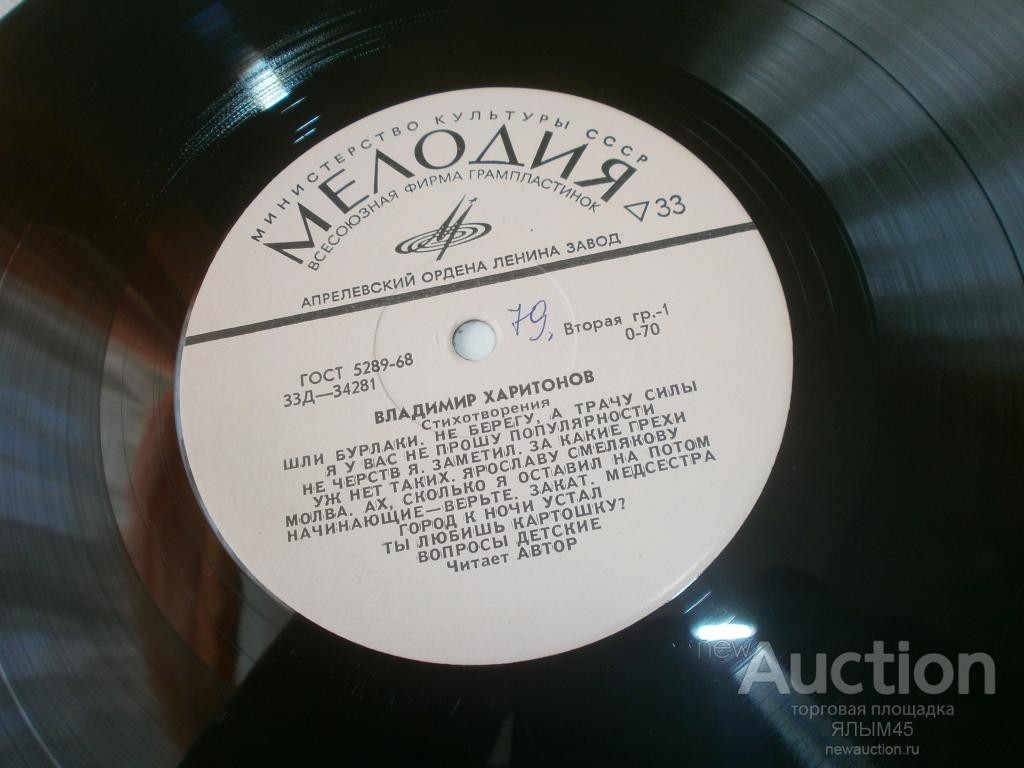 МИНИСТЕРСТВО КУЛЬТУРЫ СССР
МЕЛОДИЯ
ВСЕСОЮЗНАЯ ФИРМА ГРАМПЛАСТИНОК
33
АПРЕЛЕВСКИЙ ОРДЕНА ЛЕНИНА ЗАВОД
79,
ГОСТ 5289-68
Вторая гр.-1
33Д—34281
0-70
ВЛАДИМИР ХАРИТОНОВ
Стихотворения
ШЛИ БУРЛАКИ. НЕ БЕРЕГУ, А ТРАЧУ СИЛЫ
Я У ВАС НЕ ПРОШУ ПОПУЛЯРНОСТИ
НЕ ЧЕРСТВ Я. ЗАМЕТИЛ. ЗА КАКИЕ ГРЕХИ
УЖ НЕТ ТАКИХ. ЯРОСЛАВУ СМЕЛЯКОВУ
МОЛВА. АХ, СКОЛЬКО Я ОСТАВИЛ НА ПОТОМ
НАЧИНАЮЩИЕ—ВЕРЬТЕ. ЗАКАТ. МЕДСЕСТРА
ГОРОД К НОЧИ УСТАЛ
ТЫ ЛЮБИШЬ КАРТОШКУ?
ВОПРОСЫ ДЕТСКИЕ
Читает АВТОР
newAuction
торговая площадка
ЯЛЫМ45
newauction.ru